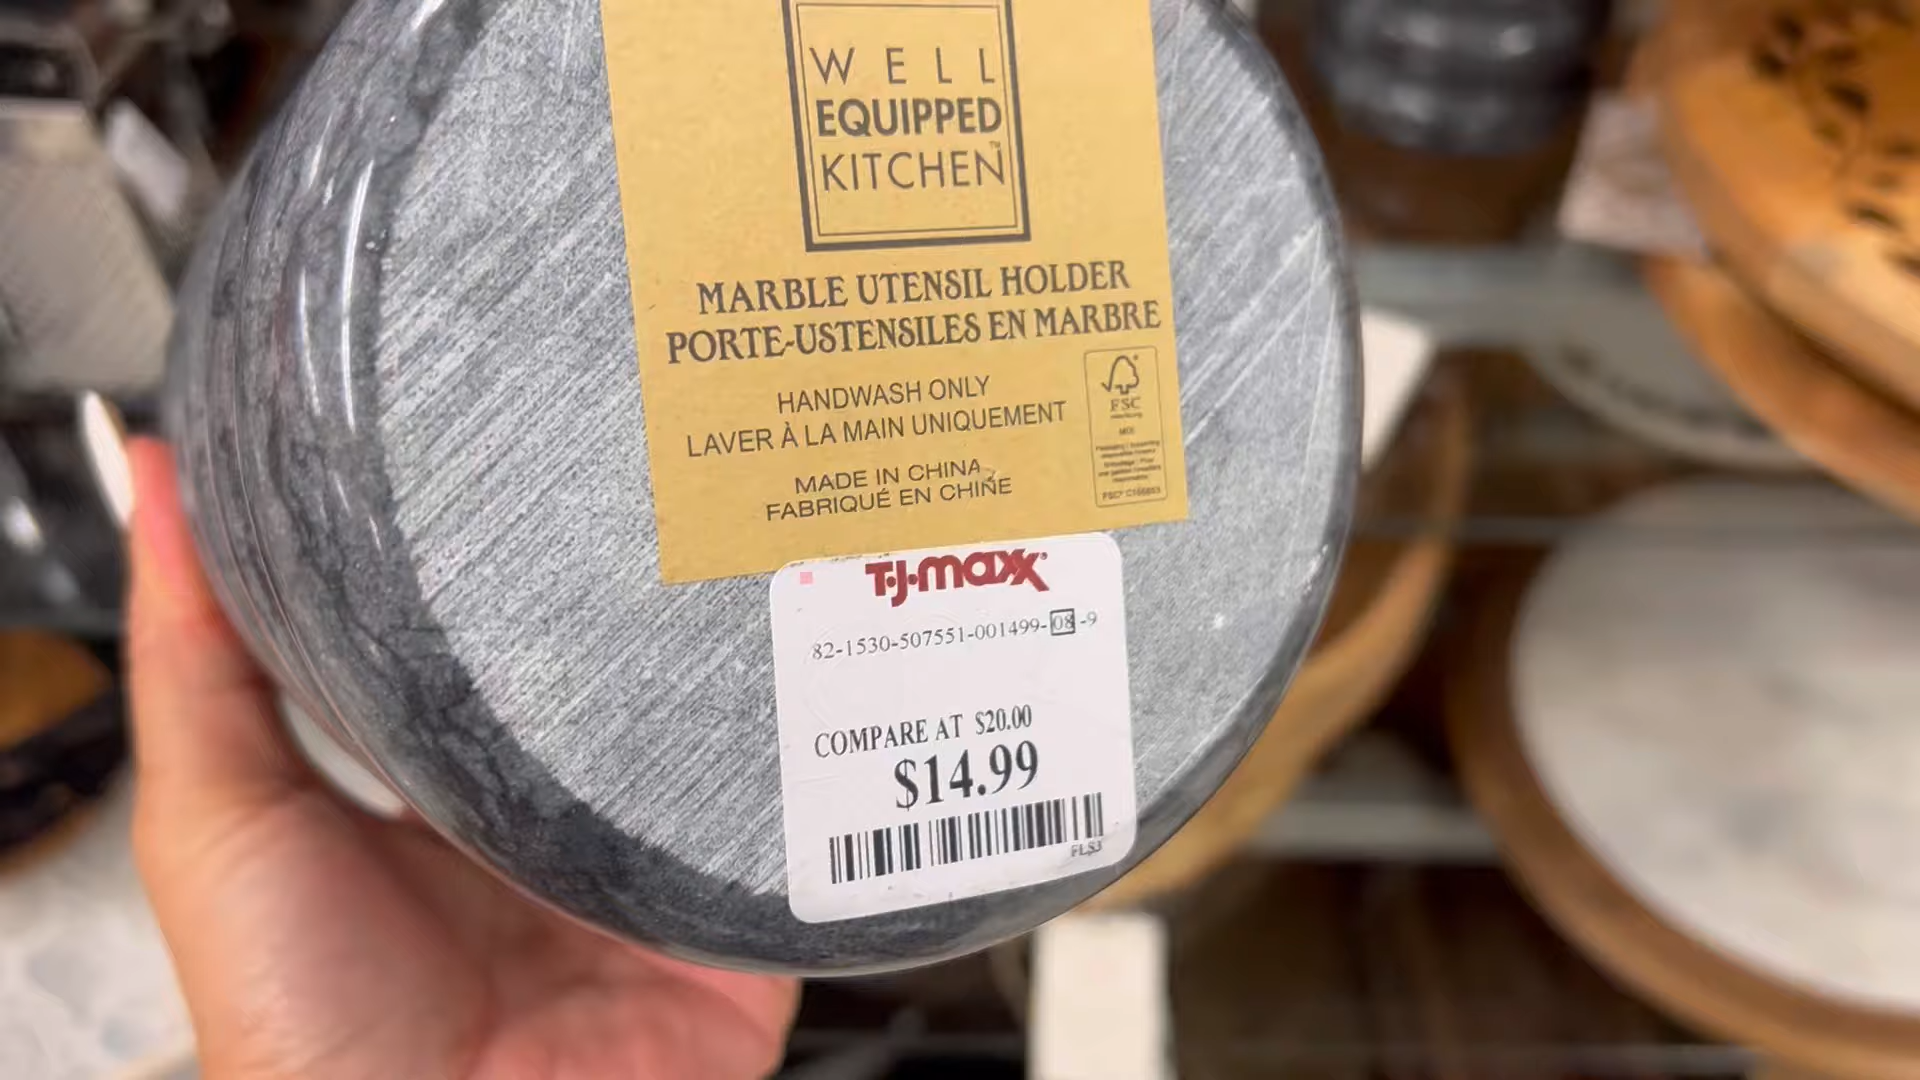 WELL
EQUIPPED
KITCHEN™
MARBLE UTENSIL HOLDER
PORTE-USTENSILES EN MARBRE
HANDWASH ONLY
LAVER À LA MAIN UNIQUEMENT
MADE IN CHINA
FABRIQUÉ EN CHINE
FSC
T·J·maxx®
82-1530-507551-001499-08-9
COMPARE AT $20.00
$14.99
FLS3